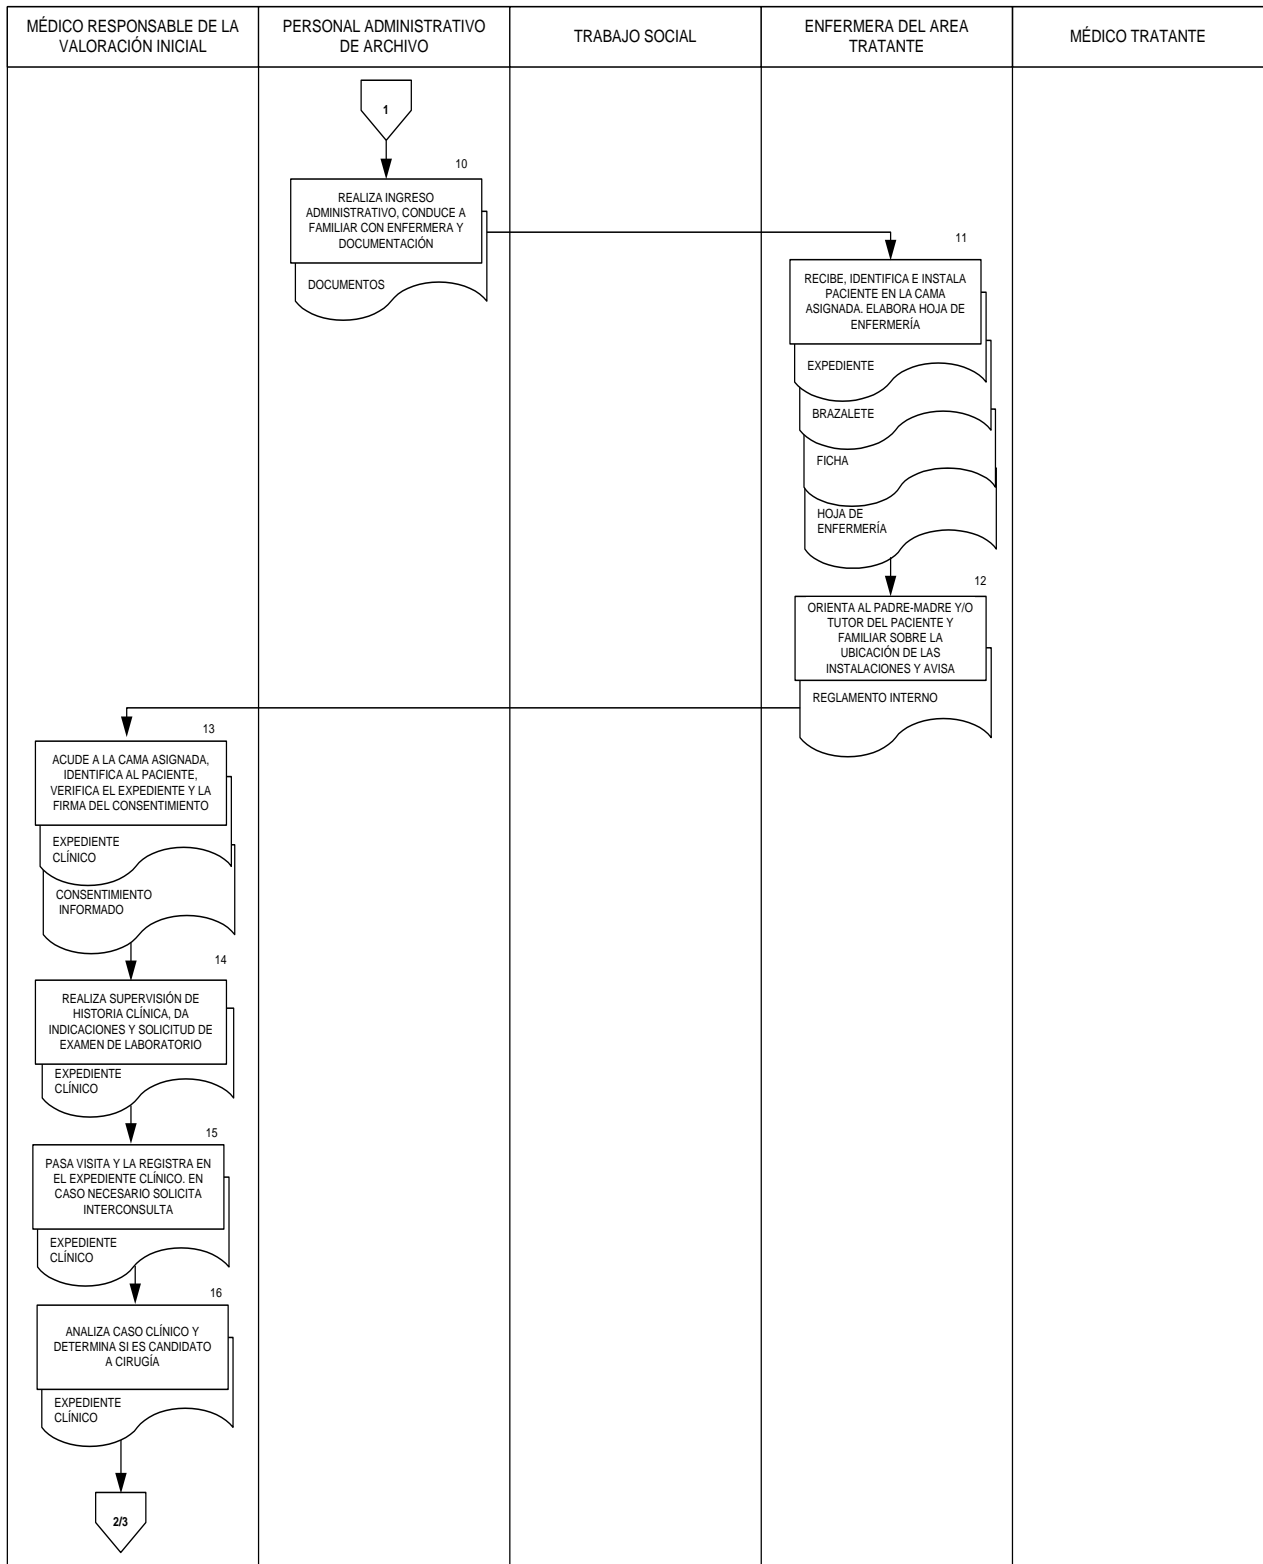 MÉDICO RESPONSABLE DE LA
VALORACIÓN INICIAL
PERSONAL ADMINISTRATIVO
DE ARCHIVO
TRABAJO SOCIAL
ENFERMERA DEL AREA
TRATANTE
MÉDICO TRATANTE
1
10
REALIZA INGRESO
ADMINISTRATIVO, CONDUCE A
FAMILIAR CON ENFERMERA Y
DOCUMENTACIÓN
DOCUMENTOS
11
RECIBE, IDENTIFICA E INSTALA
PACIENTE EN LA CAMA
ASIGNADA. ELABORA HOJA DE
ENFERMERÍA
EXPEDIENTE
BRAZALETE
FICHA
HOJA DE
ENFERMERÍA
12
ORIENTA AL PADRE-MADRE Y/O
TUTOR DEL PACIENTE Y
FAMILIAR SOBRE LA
UBICACIÓN DE LAS
INSTALACIONES Y AVISA
REGLAMENTO INTERNO
13
ACUDE A LA CAMA ASIGNADA,
IDENTIFICA AL PACIENTE,
VERIFICA EL EXPEDIENTE Y LA
FIRMA DEL CONSENTIMIENTO
EXPEDIENTE
CLÍNICO
CONSENTIMIENTO
INFORMADO
14
REALIZA SUPERVISIÓN DE
HISTORIA CLÍNICA, DA
INDICACIONES Y SOLICITUD DE
EXAMEN DE LABORATORIO
EXPEDIENTE
CLÍNICO
15
PASA VISITA Y LA REGISTRA EN
EL EXPEDIENTE CLÍNICO. EN
CASO NECESARIO SOLICITA
INTERCONSULTA
EXPEDIENTE
CLÍNICO
16
ANALIZA CASO CLÍNICO Y
DETERMINA SI ES CANDIDATO
A CIRUGÍA
EXPEDIENTE
CLÍNICO
2/3